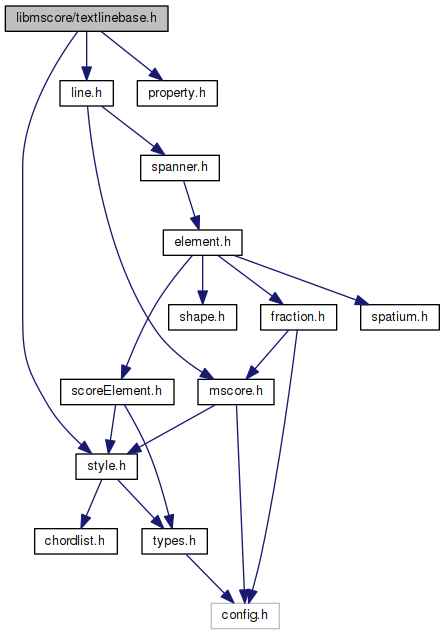 libmscore/textlinebase.h
line.h
property.h
spanner.h
element.h
shape.h
fraction.h
spatium.h
scoreElement.h
mscore.h
style.h
chordlist.h
types.h
config.h